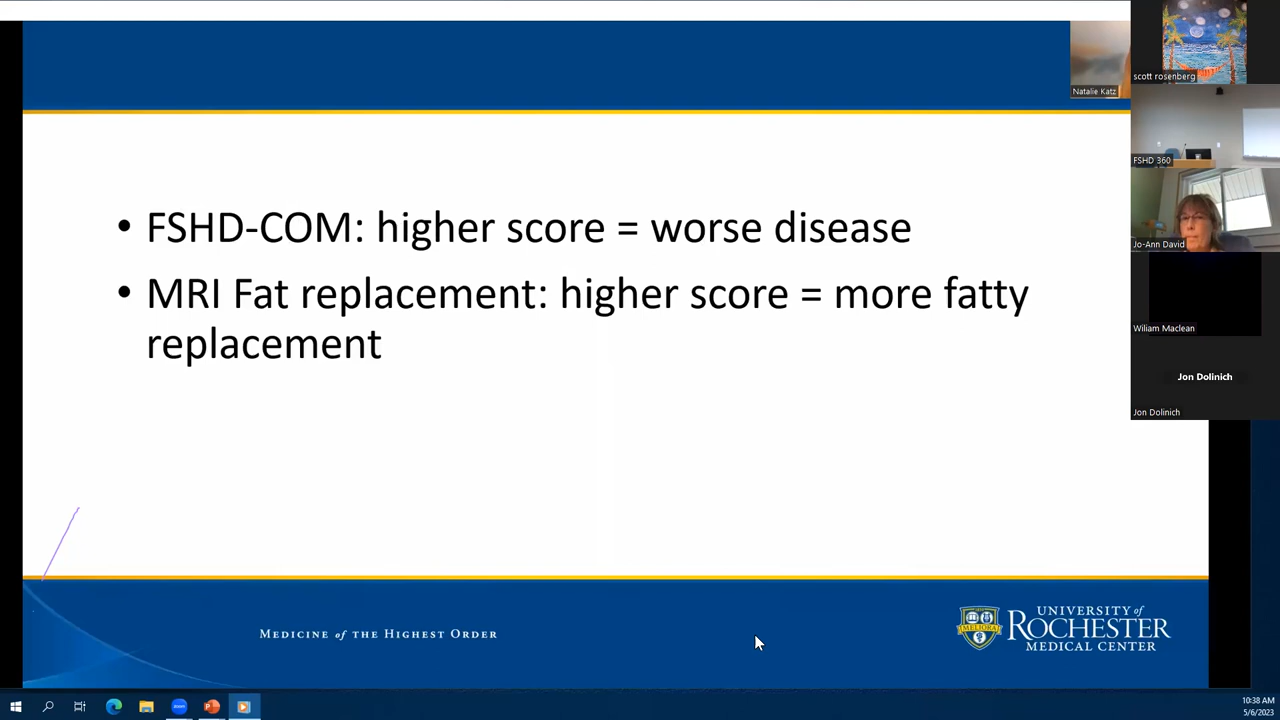 scott rosenberg
Natalie Katz
FSHD 360
• FSHD-COM: higher score = worse disease
Jo-Ann David
• MRI Fat replacement: higher score = more fatty
replacement
Wiliam Maclean
Jon Dolinich
Jon Dolinich
MEDICINE of THE HIGHEST ORDER
MELIORA
UNIVERSITY of
ROCHESTER
MEDICAL CENTER
10:38 AM
5/6/2023